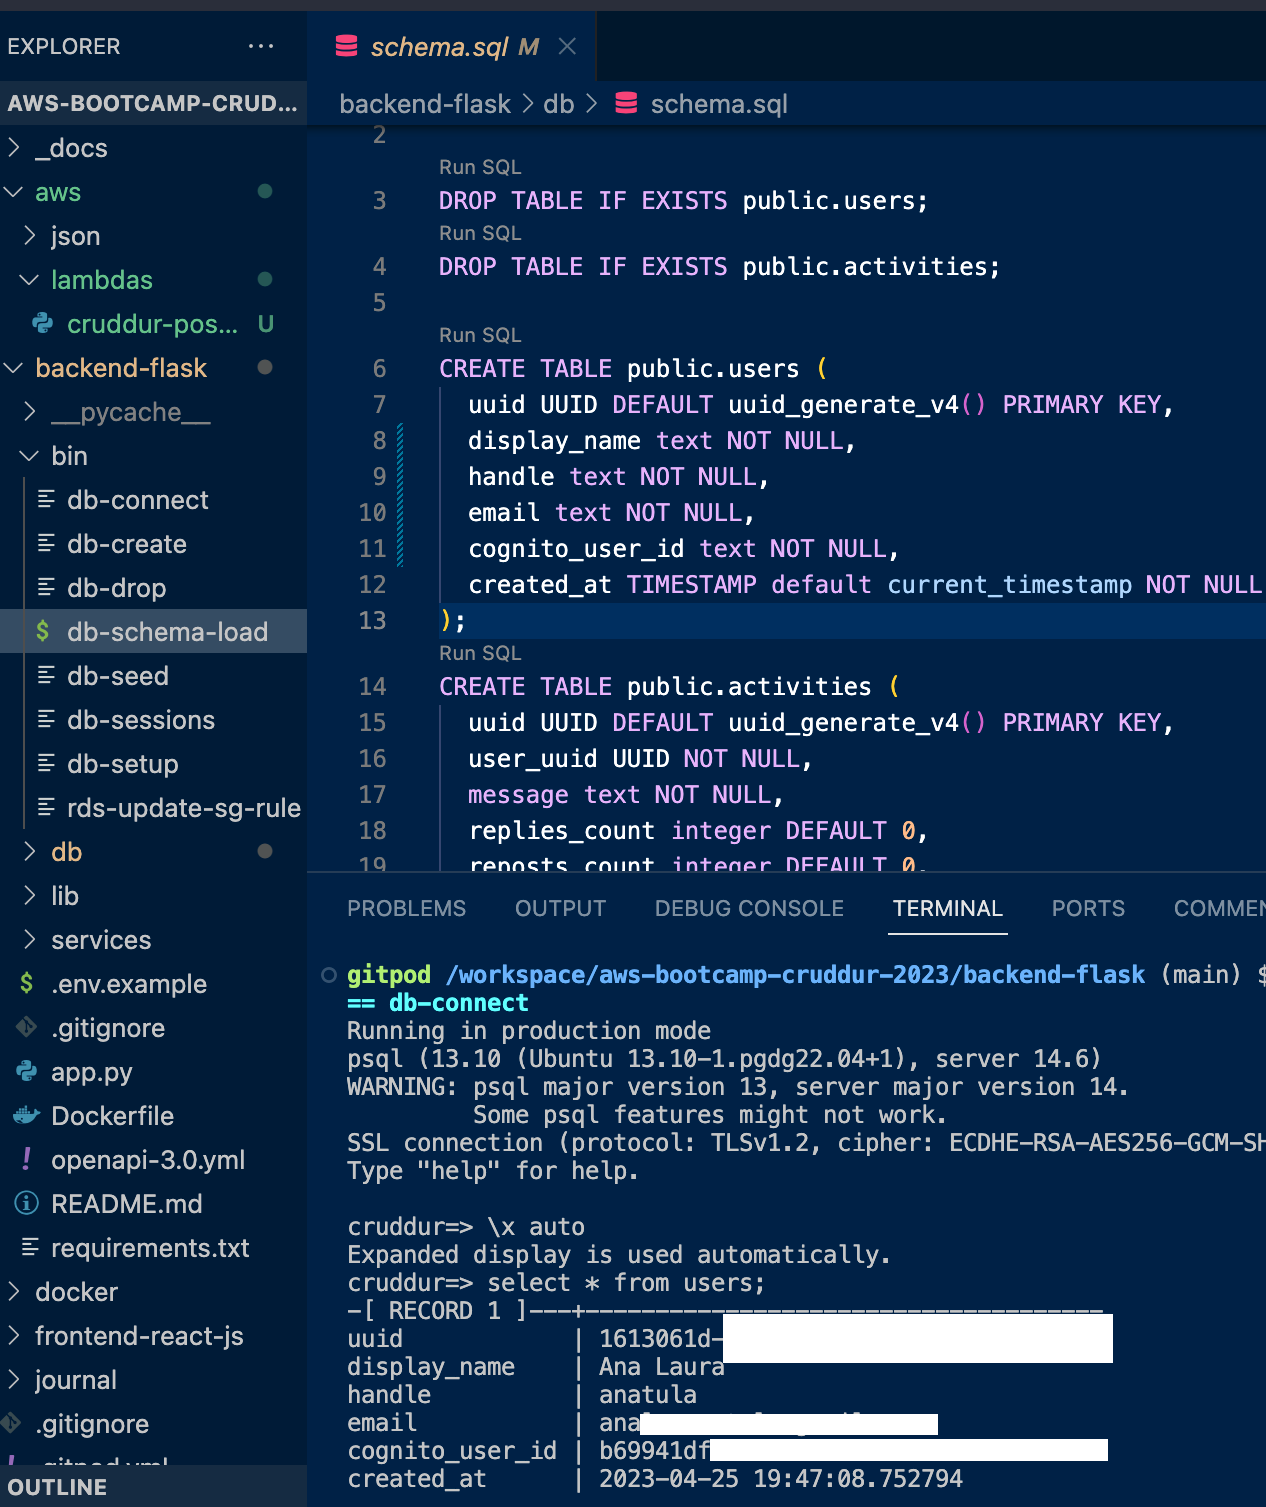 EXPLORER ...
AWS-BOOTCAMP-CRUD...
_docs
aws
json
lambdas
cruddur-pos... U
backend-flask
__pycache__
bin
db-connect
db-create
db-drop
db-schema-load
db-seed
db-sessions
db-setup
rds-update-sg-rule
db
lib
services
.env.example
.gitignore
app.py
Dockerfile
openapi-3.0.yml
README.md
requirements.txt
docker
frontend-react-js
journal
.gitignore
OUTLINE
schema.sql M
backend-flask > db > schema.sql
2
Run SQL
3 DROP TABLE IF EXISTS public.users;
Run SQL
4 DROP TABLE IF EXISTS public.activities;
5
Run SQL
6 CREATE TABLE public.users (
7 uuid UUID DEFAULT uuid_generate_v4() PRIMARY KEY,
8 display_name text NOT NULL,
9 handle text NOT NULL,
10 email text NOT NULL,
11 cognito_user_id text NOT NULL,
12 created_at TIMESTAMP default current_timestamp NOT NULL
13 );
Run SQL
14 CREATE TABLE public.activities (
15 uuid UUID DEFAULT uuid_generate_v4() PRIMARY KEY,
16 user_uuid UUID NOT NULL,
17 message text NOT NULL,
18 replies_count integer DEFAULT 0,
19 reposts_count integer DEFAULT 0,
PROBLEMS OUTPUT DEBUG CONSOLE TERMINAL PORTS COMMEN
gitpod /workspace/aws-bootcamp-cruddur-2023/backend-flask (main) $
== db-connect
Running in production mode
psql (13.10 (Ubuntu 13.10-1.pgdg22.04+1), server 14.6)
WARNING: psql major version 13, server major version 14.
Some psql features might not work.
SSL connection (protocol: TLSv1.2, cipher: ECDHE-RSA-AES256-GCM-SH
Type "help" for help.
cruddur=> \x auto
Expanded display is used automatically.
cruddur=> select * from users;
-[ RECORD 1 ]---+-------------------------------------
uuid | 1613061d-
display_name | Ana Laura
handle | anatula
email | ana
cognito_user_id | b69941df
created_at | 2023-04-25 19:47:08.752794